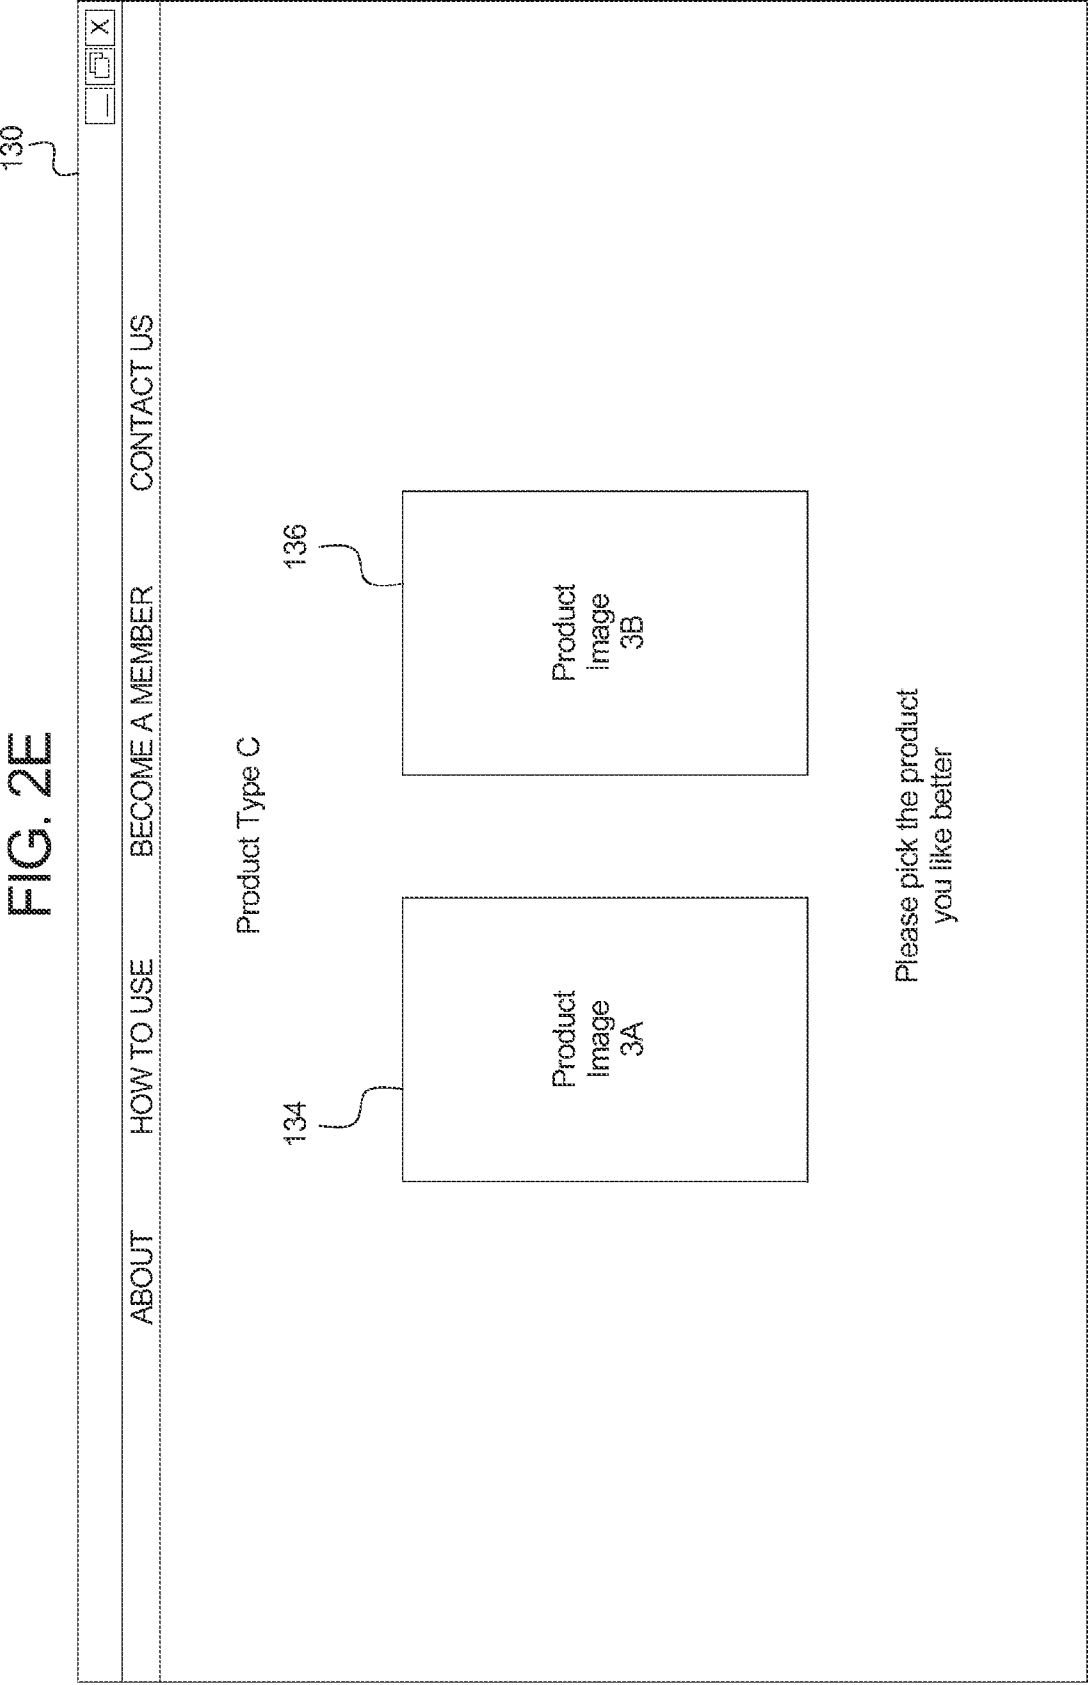 FIG. 2E
130
X
ABOUT HOW TO USE BECOME A MEMBER CONTACT US
Product Type C
134 136
Product
Image
3A
Product
Image
3B
Please pick the product
you like better